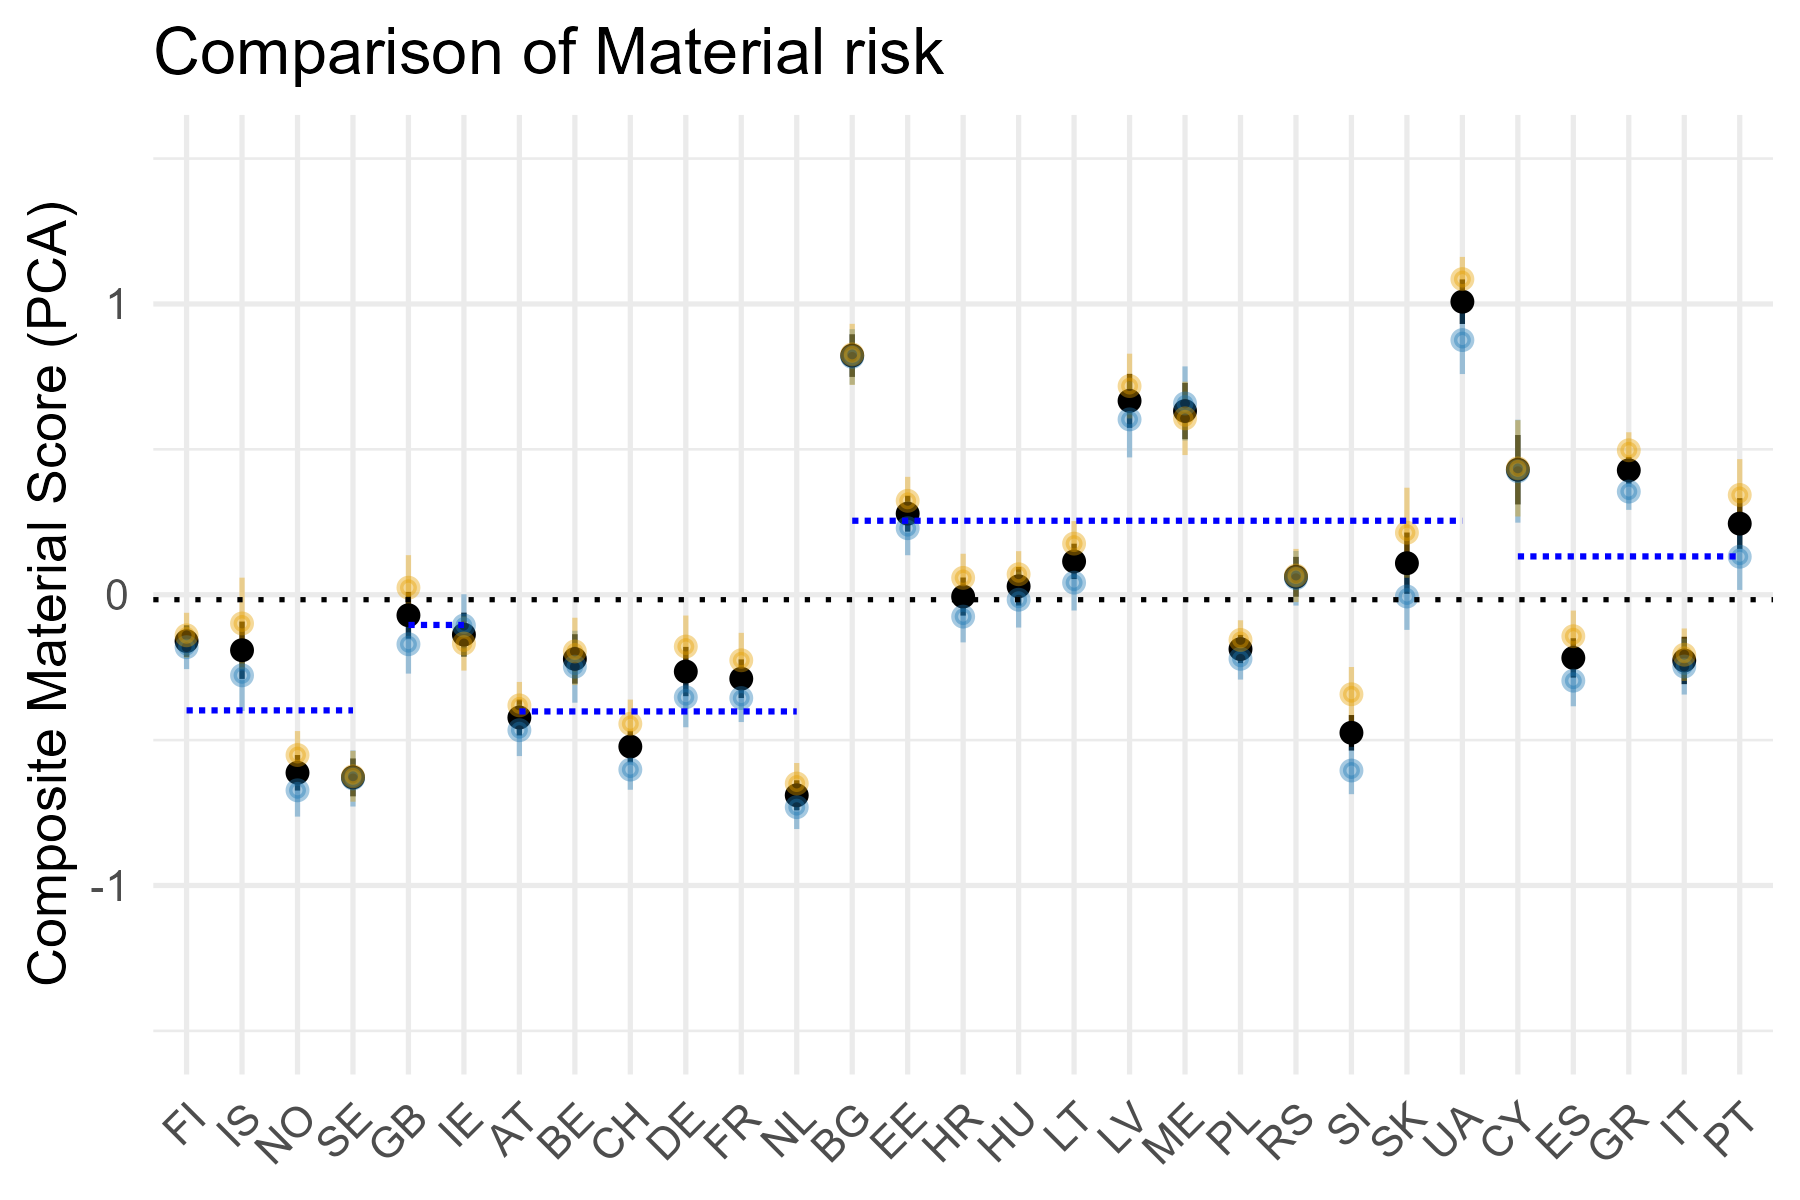 Comparison of Material risk
Composite Material Score (PCA)
1
0
-1
FI IS NO SE GB IE AT BE CH DE FR NL BG EE HR HU LT LV ME PL RS SI SK UA CY ES GR IT PT